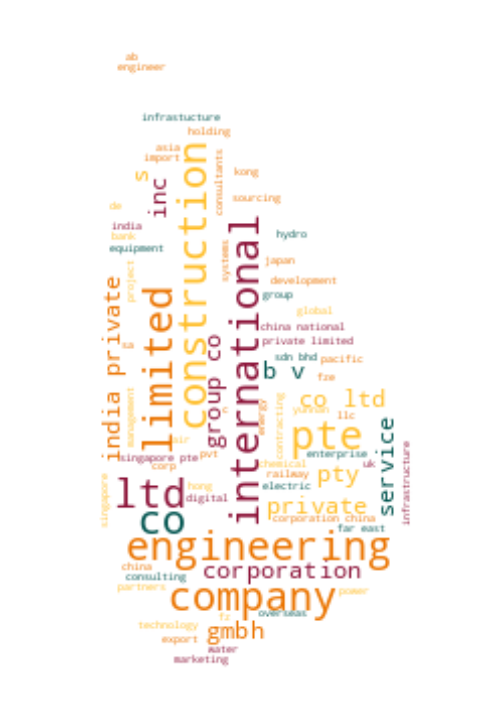 ab
engineer
infrastucture
holding
asia
import
construction
consultants
kong
s
inc
sourcing
de
india
bank
equipment
international
hydro
systems
japan
project
india private
limited
development
group
global
china national
private limited
group co
sa
sdn bhd
pacific
b v
fze
management
co ltd
c
energy
contracting
yunnan
llc
pte
service
air
pvt
enterprise
singapore pte
corp
chemical
uk
railway
pty
infrastructure
singapore
ltd
hong
electric
digital
private
co
corporation china
far east
engineering
china
corporation
consulting
partners
company
power
overseas
fz
technology
gmbh
export
water
marketing